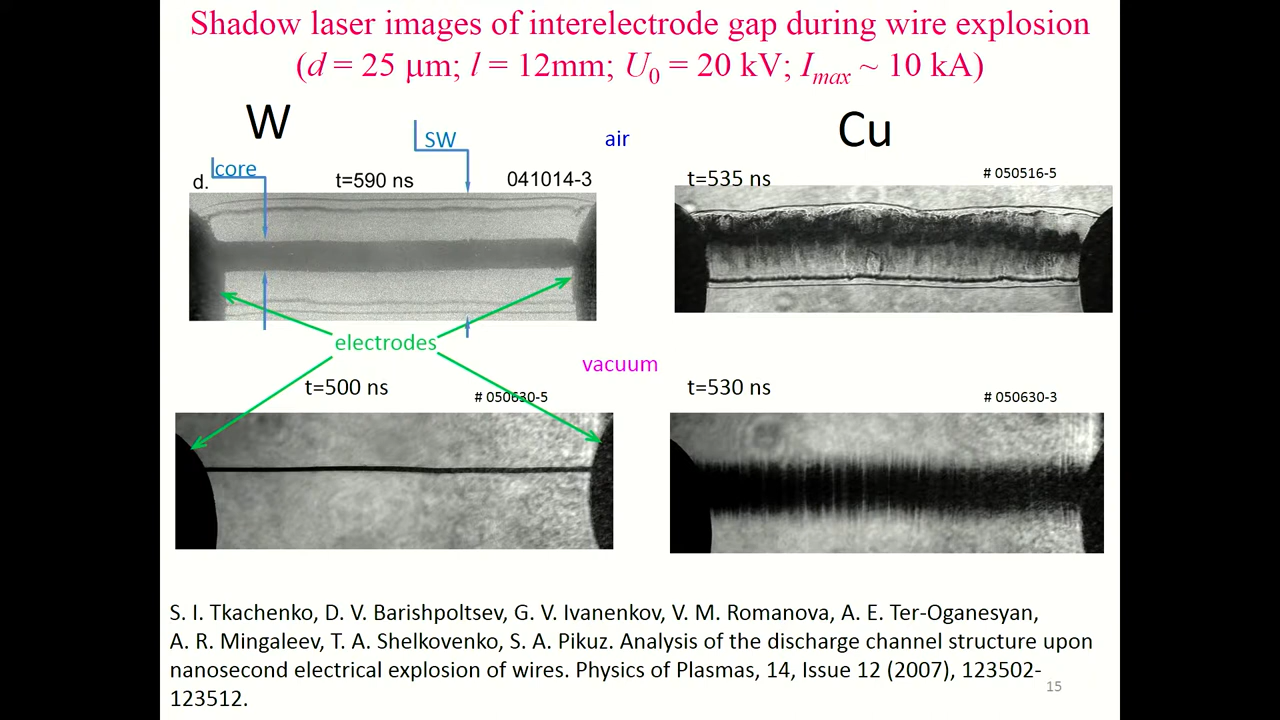 Shadow laser images of interelectrode gap during wire explosion
(d = 25 μm; l = 12mm; U0 = 20 kV; Imax ~ 10 kA)
W
SW
air
Cu
core
d.
t=590 ns
041014-3
t=535 ns
# 050516-5
electrodes
vacuum
t=500 ns
# 050630-5
t=530 ns
# 050630-3
S. I. Tkachenko, D. V. Barishpoltsev, G. V. Ivanenkov, V. M. Romanova, A. E. Ter-Oganesyan,
A. R. Mingaleev, T. A. Shelkovenko, S. A. Pikuz. Analysis of the discharge channel structure upon
nanosecond electrical explosion of wires. Physics of Plasmas, 14, Issue 12 (2007), 123502-
123512.
15